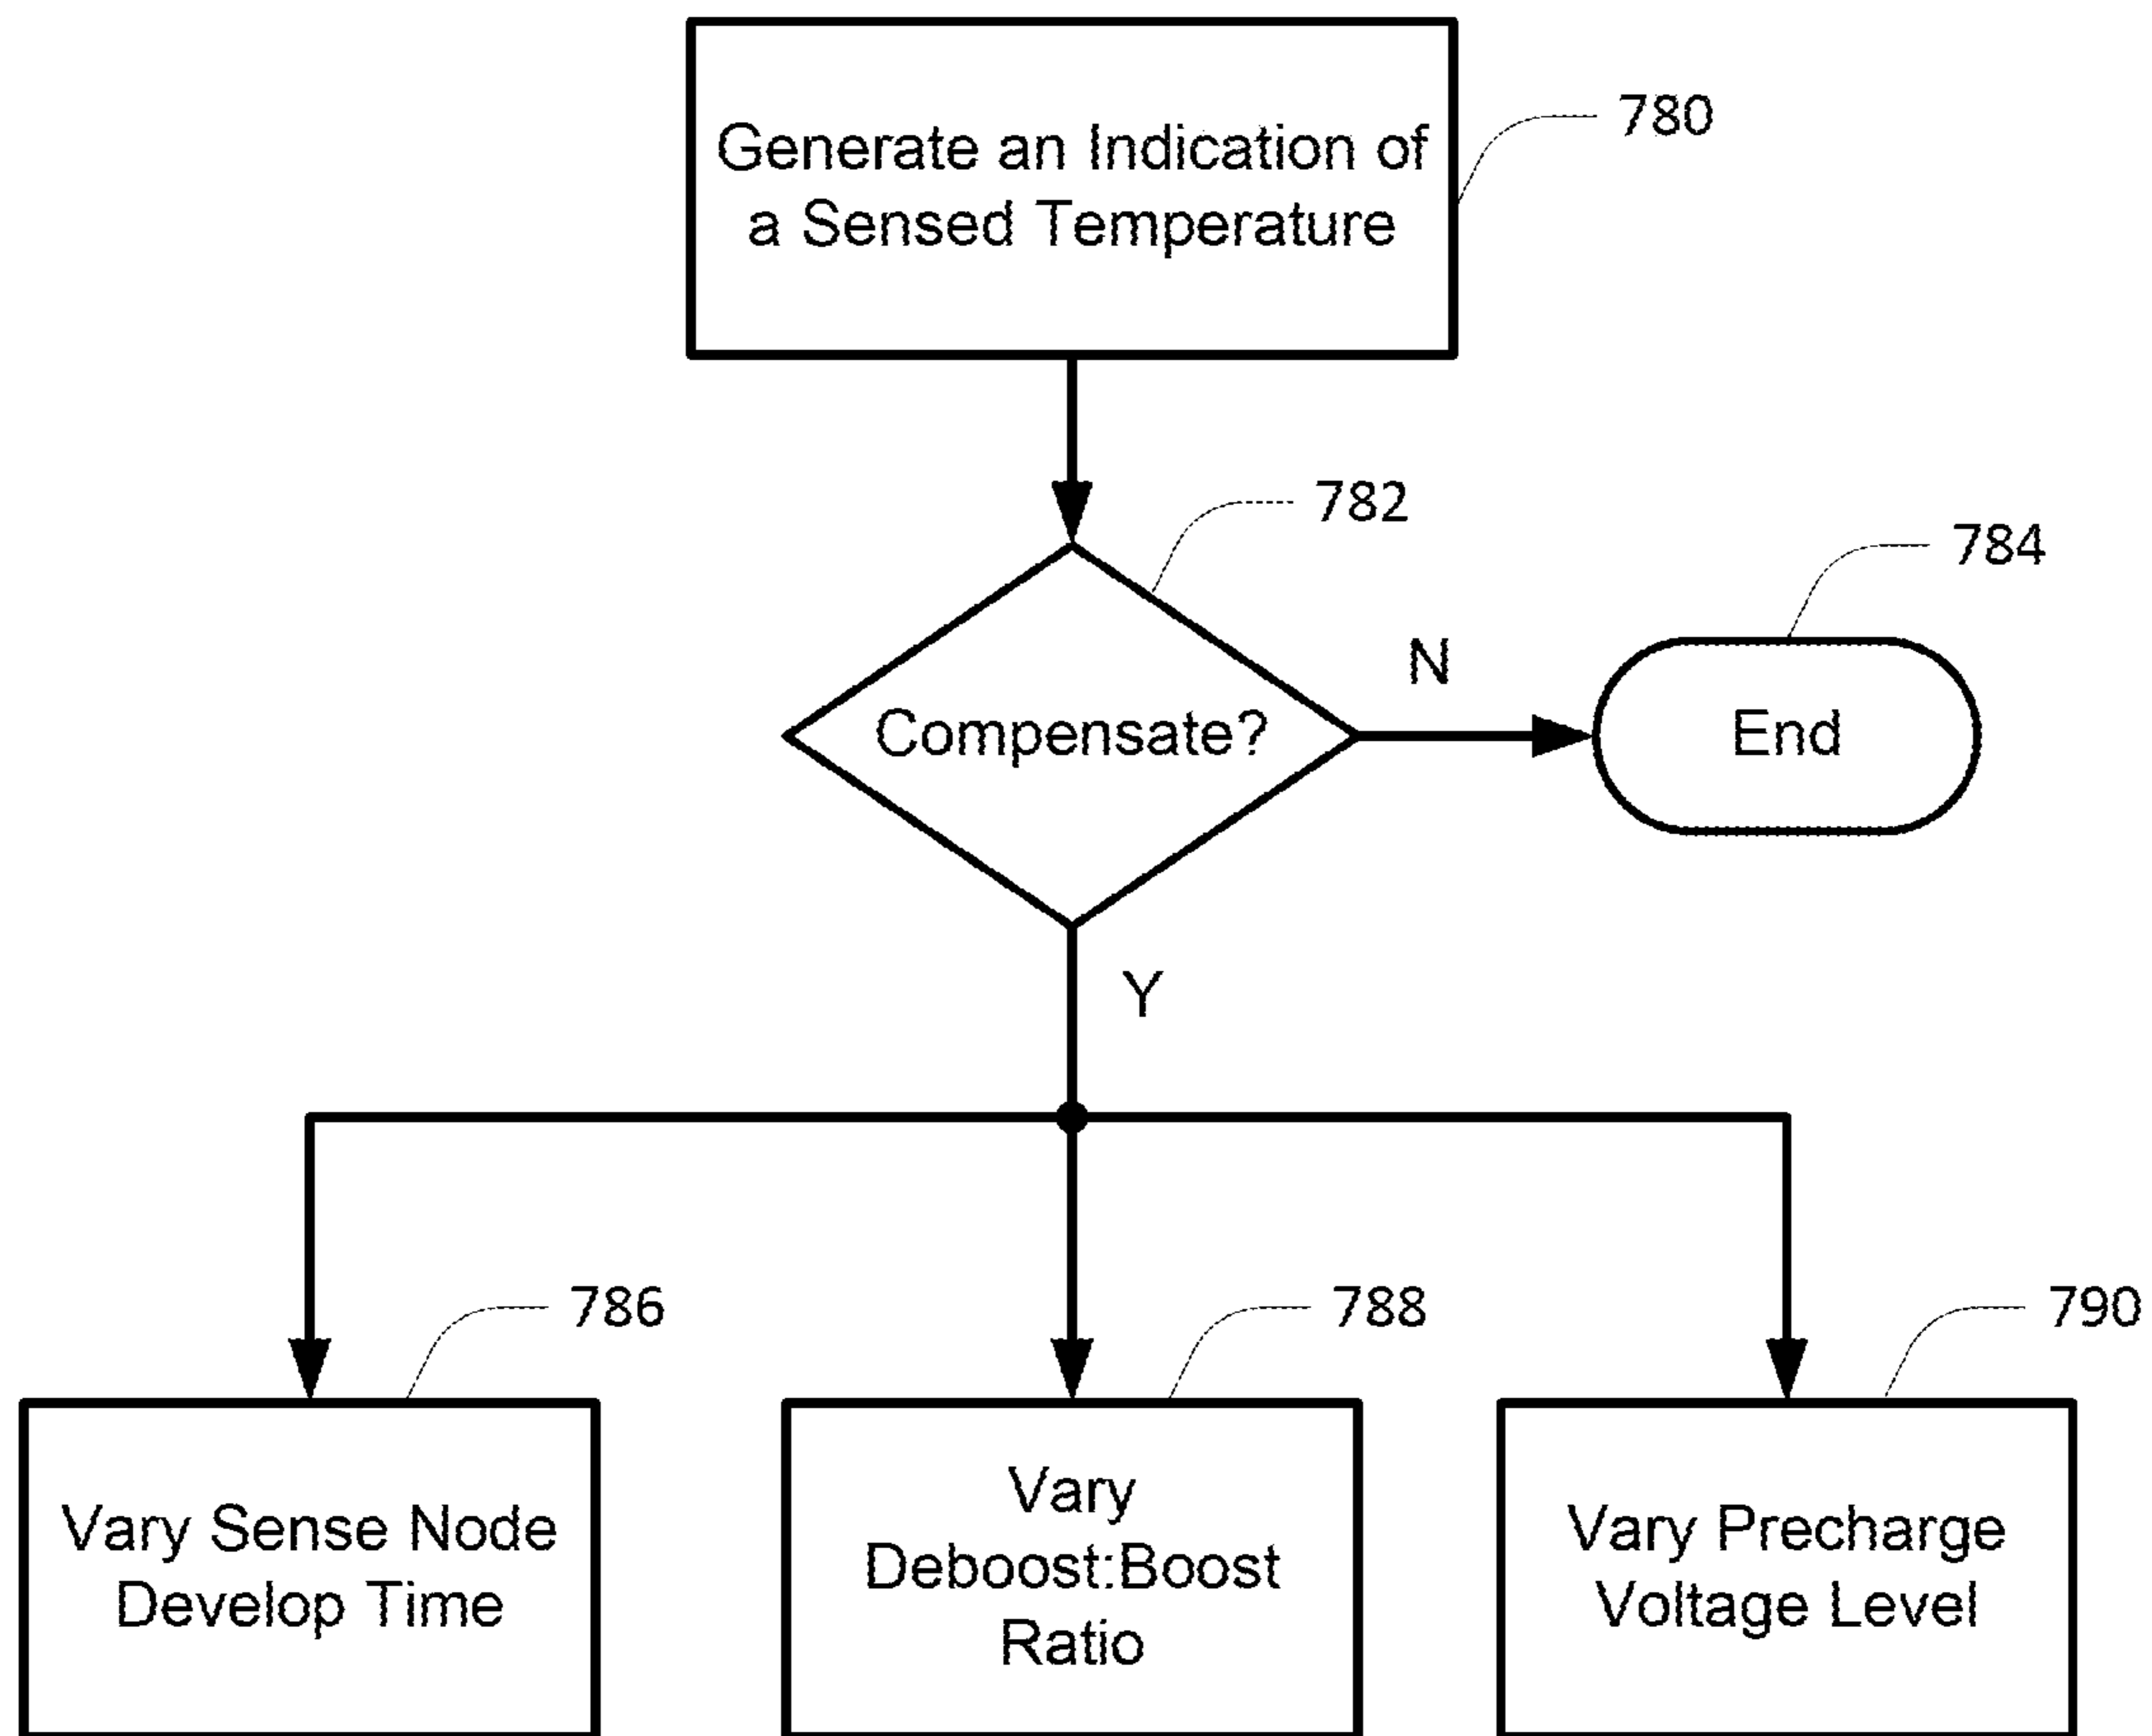 Generate an Indication of
a Sensed Temperature
780
782
784
Compensate?
N
End
Y
786
788
790
Vary Sense Node
Develop Time
Vary
Deboost:Boost
Ratio
Vary Precharge
Voltage Level